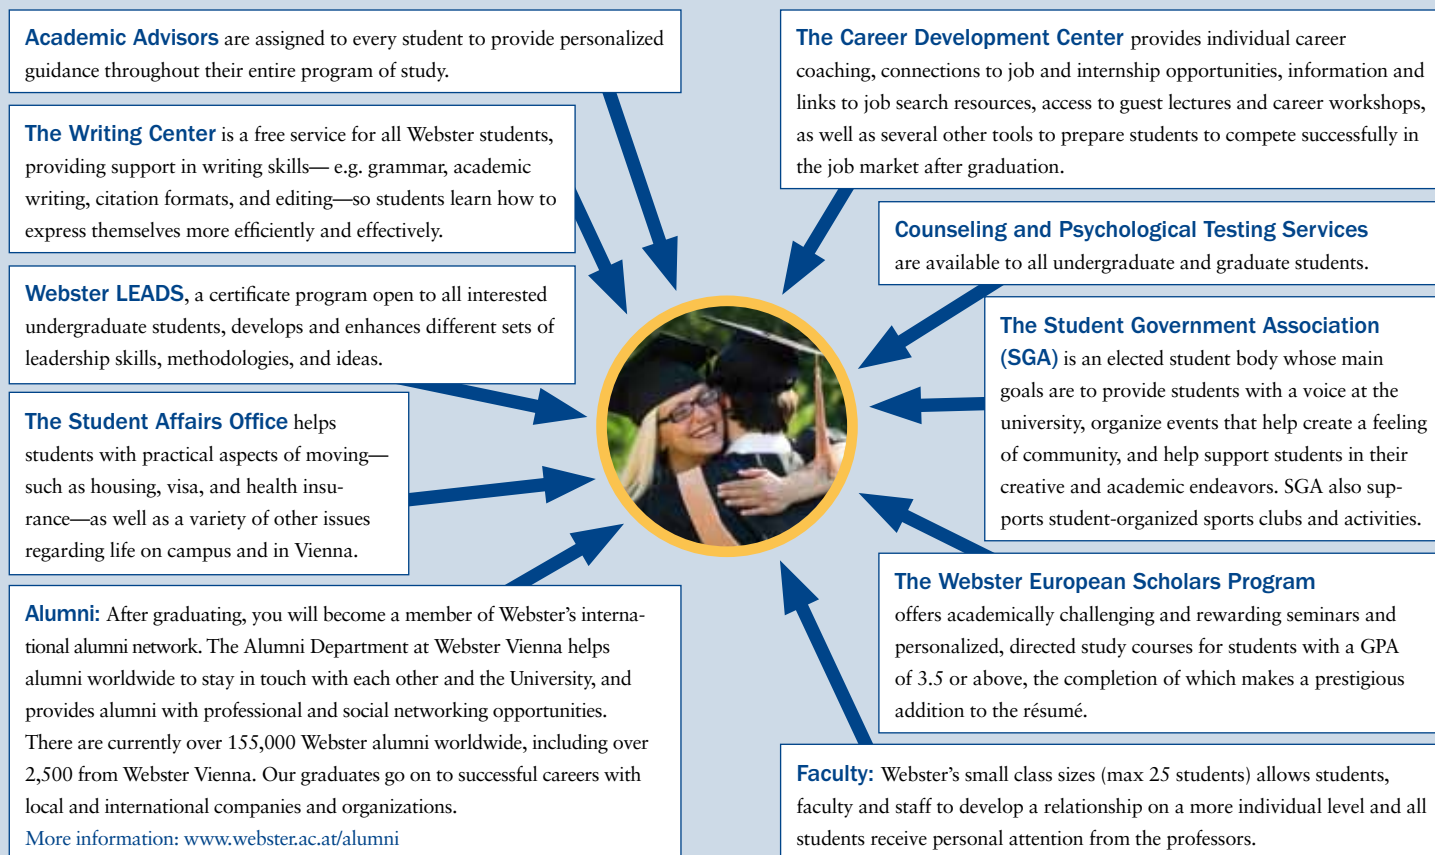 Academic Advisors are assigned to every student to provide personalized
guidance throughout their entire program of study.
The Writing Center is a free service for all Webster students,
providing support in writing skills— e.g. grammar, academic
writing, citation formats, and editing—so students learn how to
express themselves more efficiently and effectively.
Webster LEADS, a certificate program open to all interested
undergraduate students, develops and enhances different sets of
leadership skills, methodologies, and ideas.
The Student Affairs Office helps
students with practical aspects of moving—
such as housing, visa, and health insu-
rance—as well as a variety of other issues
regarding life on campus and in Vienna.
Alumni: After graduating, you will become a member of Webster's interna-
tional alumni network. The Alumni Department at Webster Vienna helps
alumni worldwide to stay in touch with each other and the University, and
provides alumni with professional and social networking opportunities.
There are currently over 155,000 Webster alumni worldwide, including over
2,500 from Webster Vienna. Our graduates go on to successful careers with
local and international companies and organizations.
More information: www.webster.ac.at/alumni
The Career Development Center provides individual career
coaching, connections to job and internship opportunities, information and
links to job search resources, access to guest lectures and career workshops,
as well as several other tools to prepare students to compete successfully in
the job market after graduation.
Counseling and Psychological Testing Services
are available to all undergraduate and graduate students.
The Student Government Association
(SGA) is an elected student body whose main
goals are to provide students with a voice at the
university, organize events that help create a feeling
of community, and help support students in their
creative and academic endeavors. SGA also sup-
ports student-organized sports clubs and activities.
The Webster European Scholars Program
offers academically challenging and rewarding seminars and
personalized, directed study courses for students with a GPA
of 3.5 or above, the completion of which makes a prestigious
addition to the résumé.
Faculty: Webster's small class sizes (max 25 students) allows students,
faculty and staff to develop a relationship on a more individual level and all
students receive personal attention from the professors.